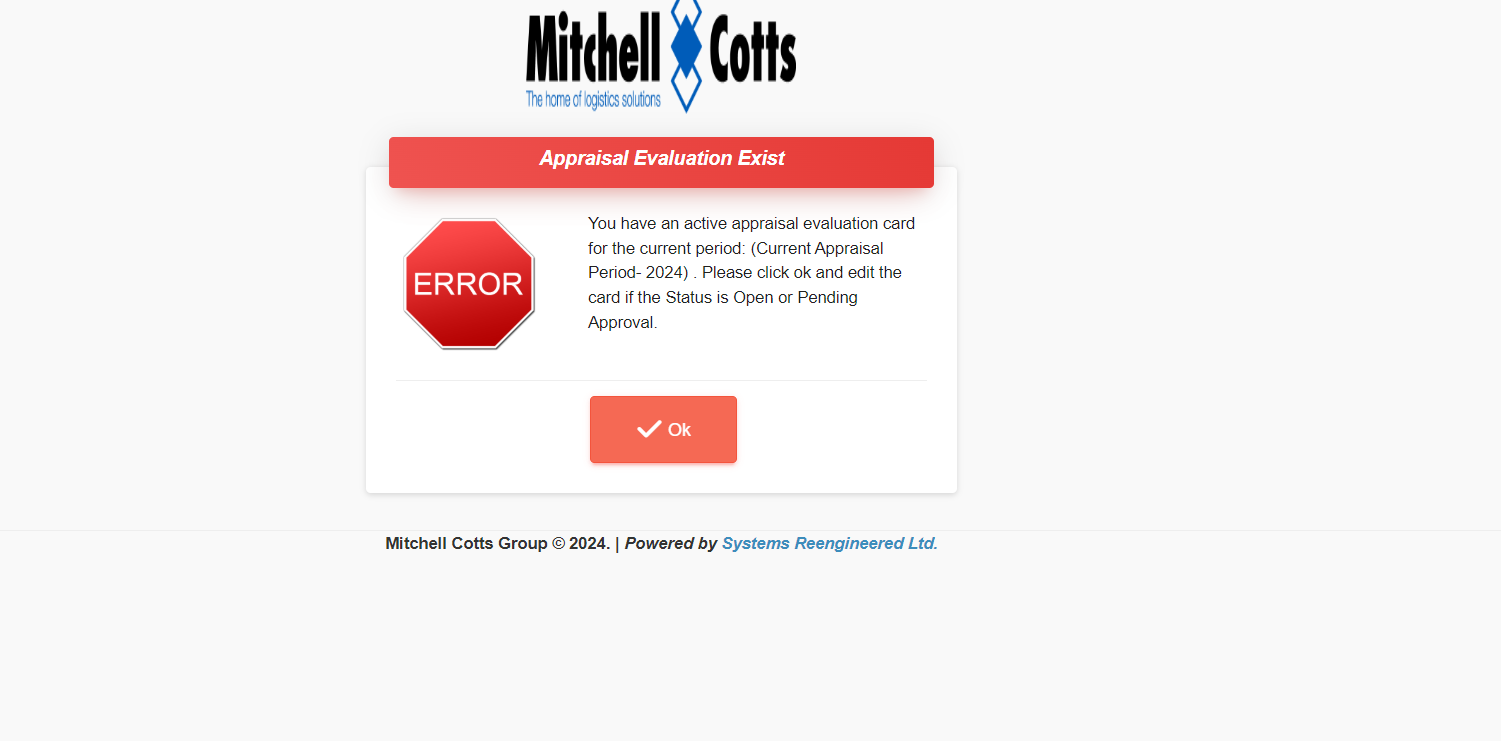 Mitchell Cotts
The home of logistics solutions
Appraisal Evaluation Exist
ERROR
You have an active appraisal evaluation card
for the current period: (Current Appraisal
Period- 2024) . Please click ok and edit the
card if the Status is Open or Pending
Approval.
Ok
Mitchell Cotts Group © 2024. | Powered by Systems Reengineered Ltd.